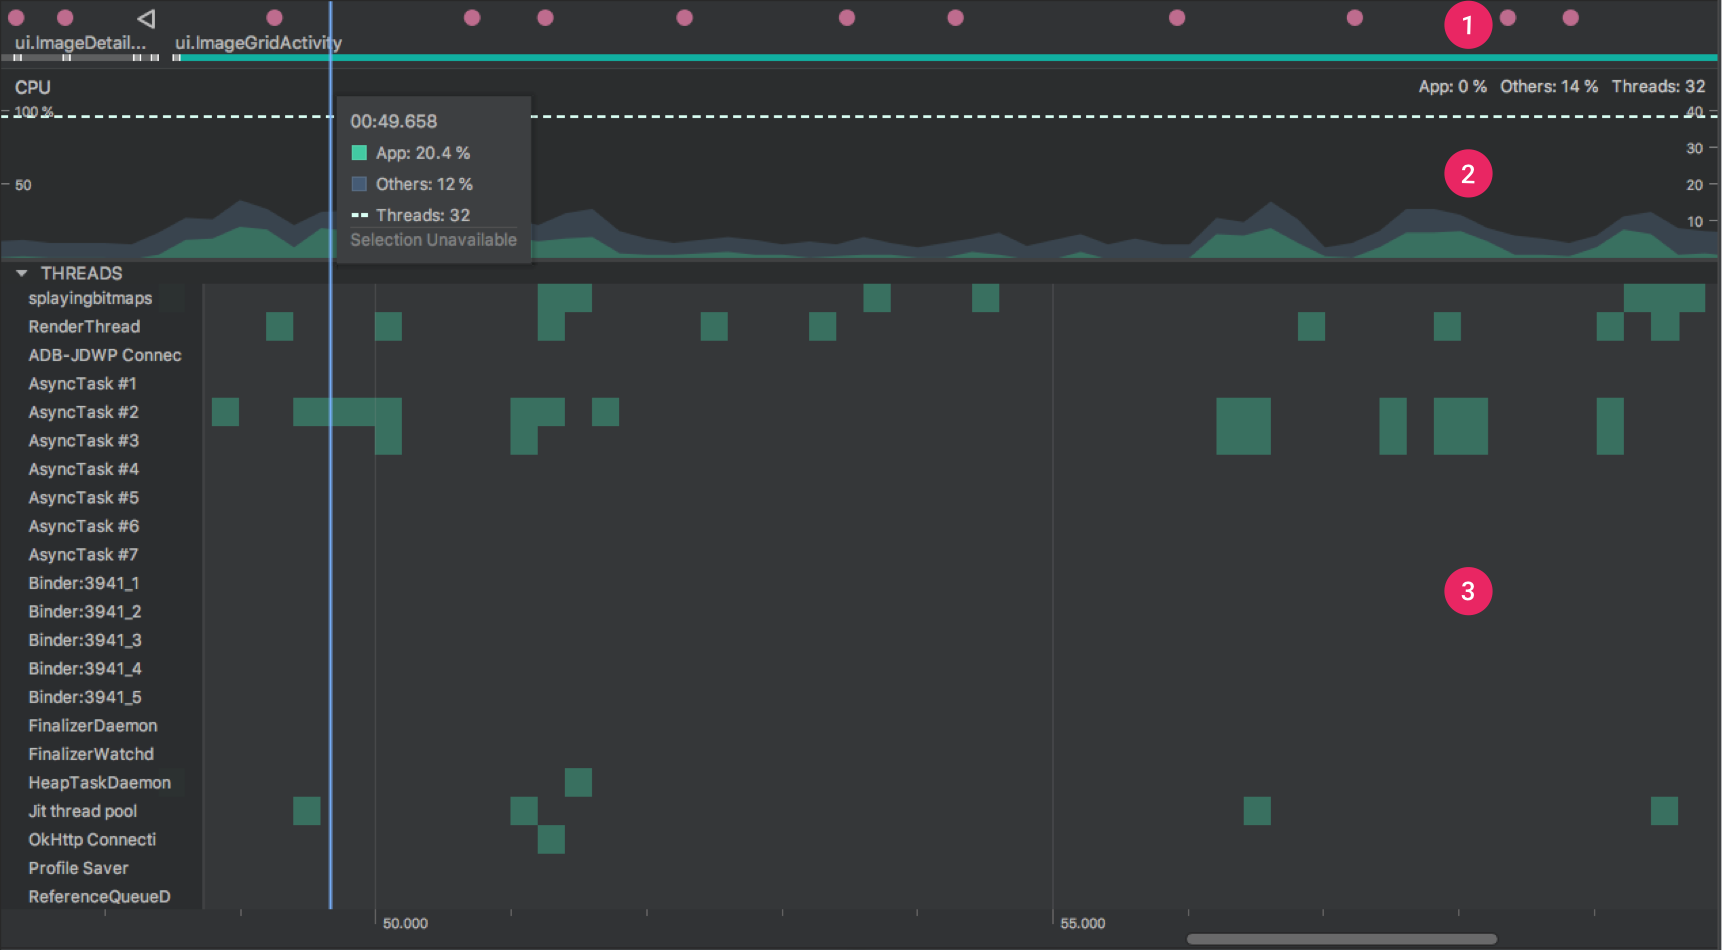 1
ui.ImageDetail... ui.ImageGridActivity
CPU App: 0 % Others: 14 % Threads: 32
100 % 40
00:49.658
App: 20.4 %
30
2
50 Others: 12 % 20
Threads: 32
10
Selection Unavailable
THREADS
splayingbitmaps
RenderThread
ADB-JDWP Connec
AsyncTask #1
AsyncTask #2
AsyncTask #3
AsyncTask #4
AsyncTask #5
AsyncTask #6
AsyncTask #7
Binder:3941_1
3
Binder:3941_2
Binder:3941_3
Binder:3941_4
Binder:3941_5
FinalizerDaemon
FinalizerWatchd
HeapTaskDaemon
Jit thread pool
OkHttp Connecti
Profile Saver
ReferenceQueueD
50.000 55.000